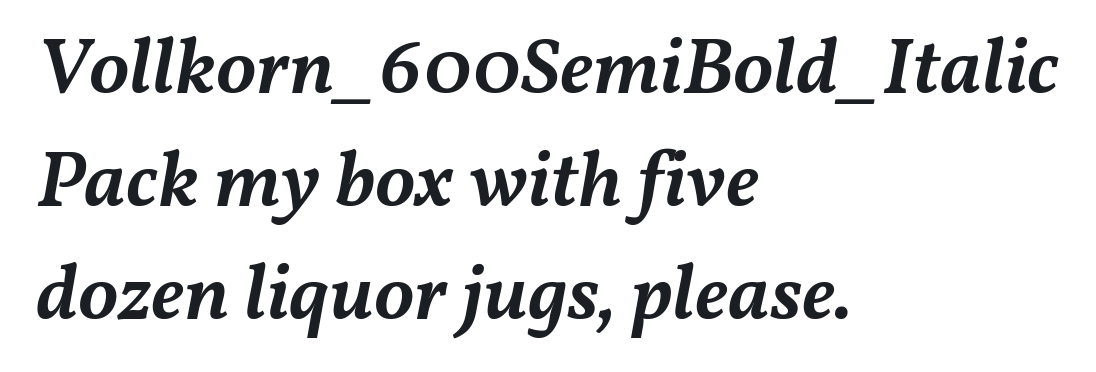 Vollkorn_600SemiBold_Italic
Pack my box with five
dozen liquor jugs, please.